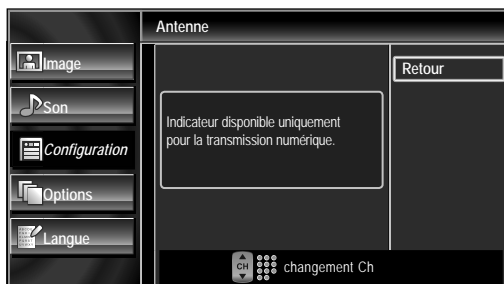 Antenne
Image
Son
Configuration
Options
Langue
Indicateur disponible uniquement
pour la transmission numérique.
Retour
CH changement Ch